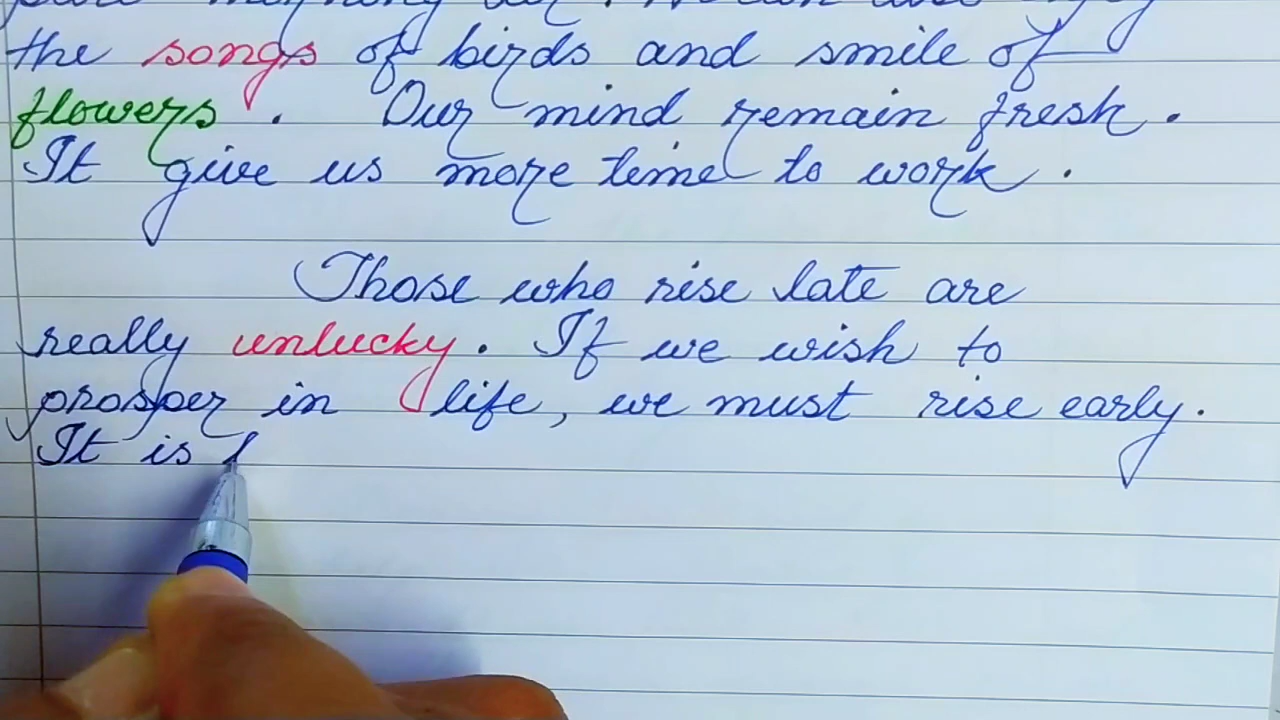 the songs of birds and smile of
flowers. Our mind remain fresh.
It give us more time to work.
Those who rise late are
really unlucky. If we wish to
prosper in life, we must rise early.
It is